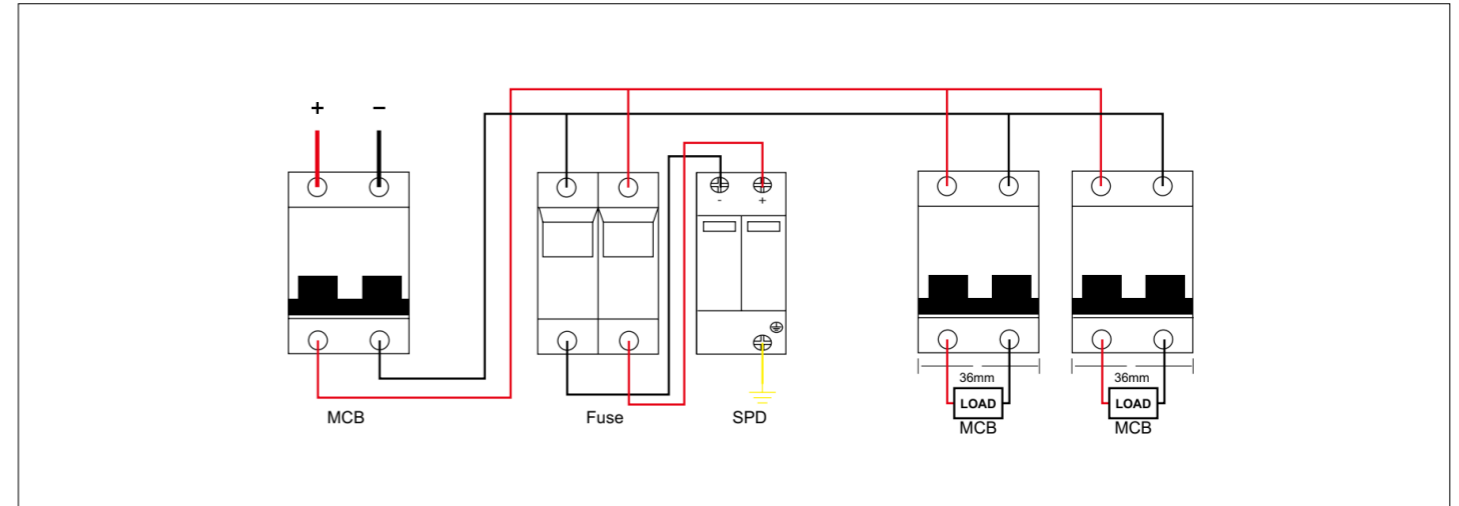 + −
- +
36mm 36mm
LOAD LOAD
MCB Fuse SPD MCB MCB